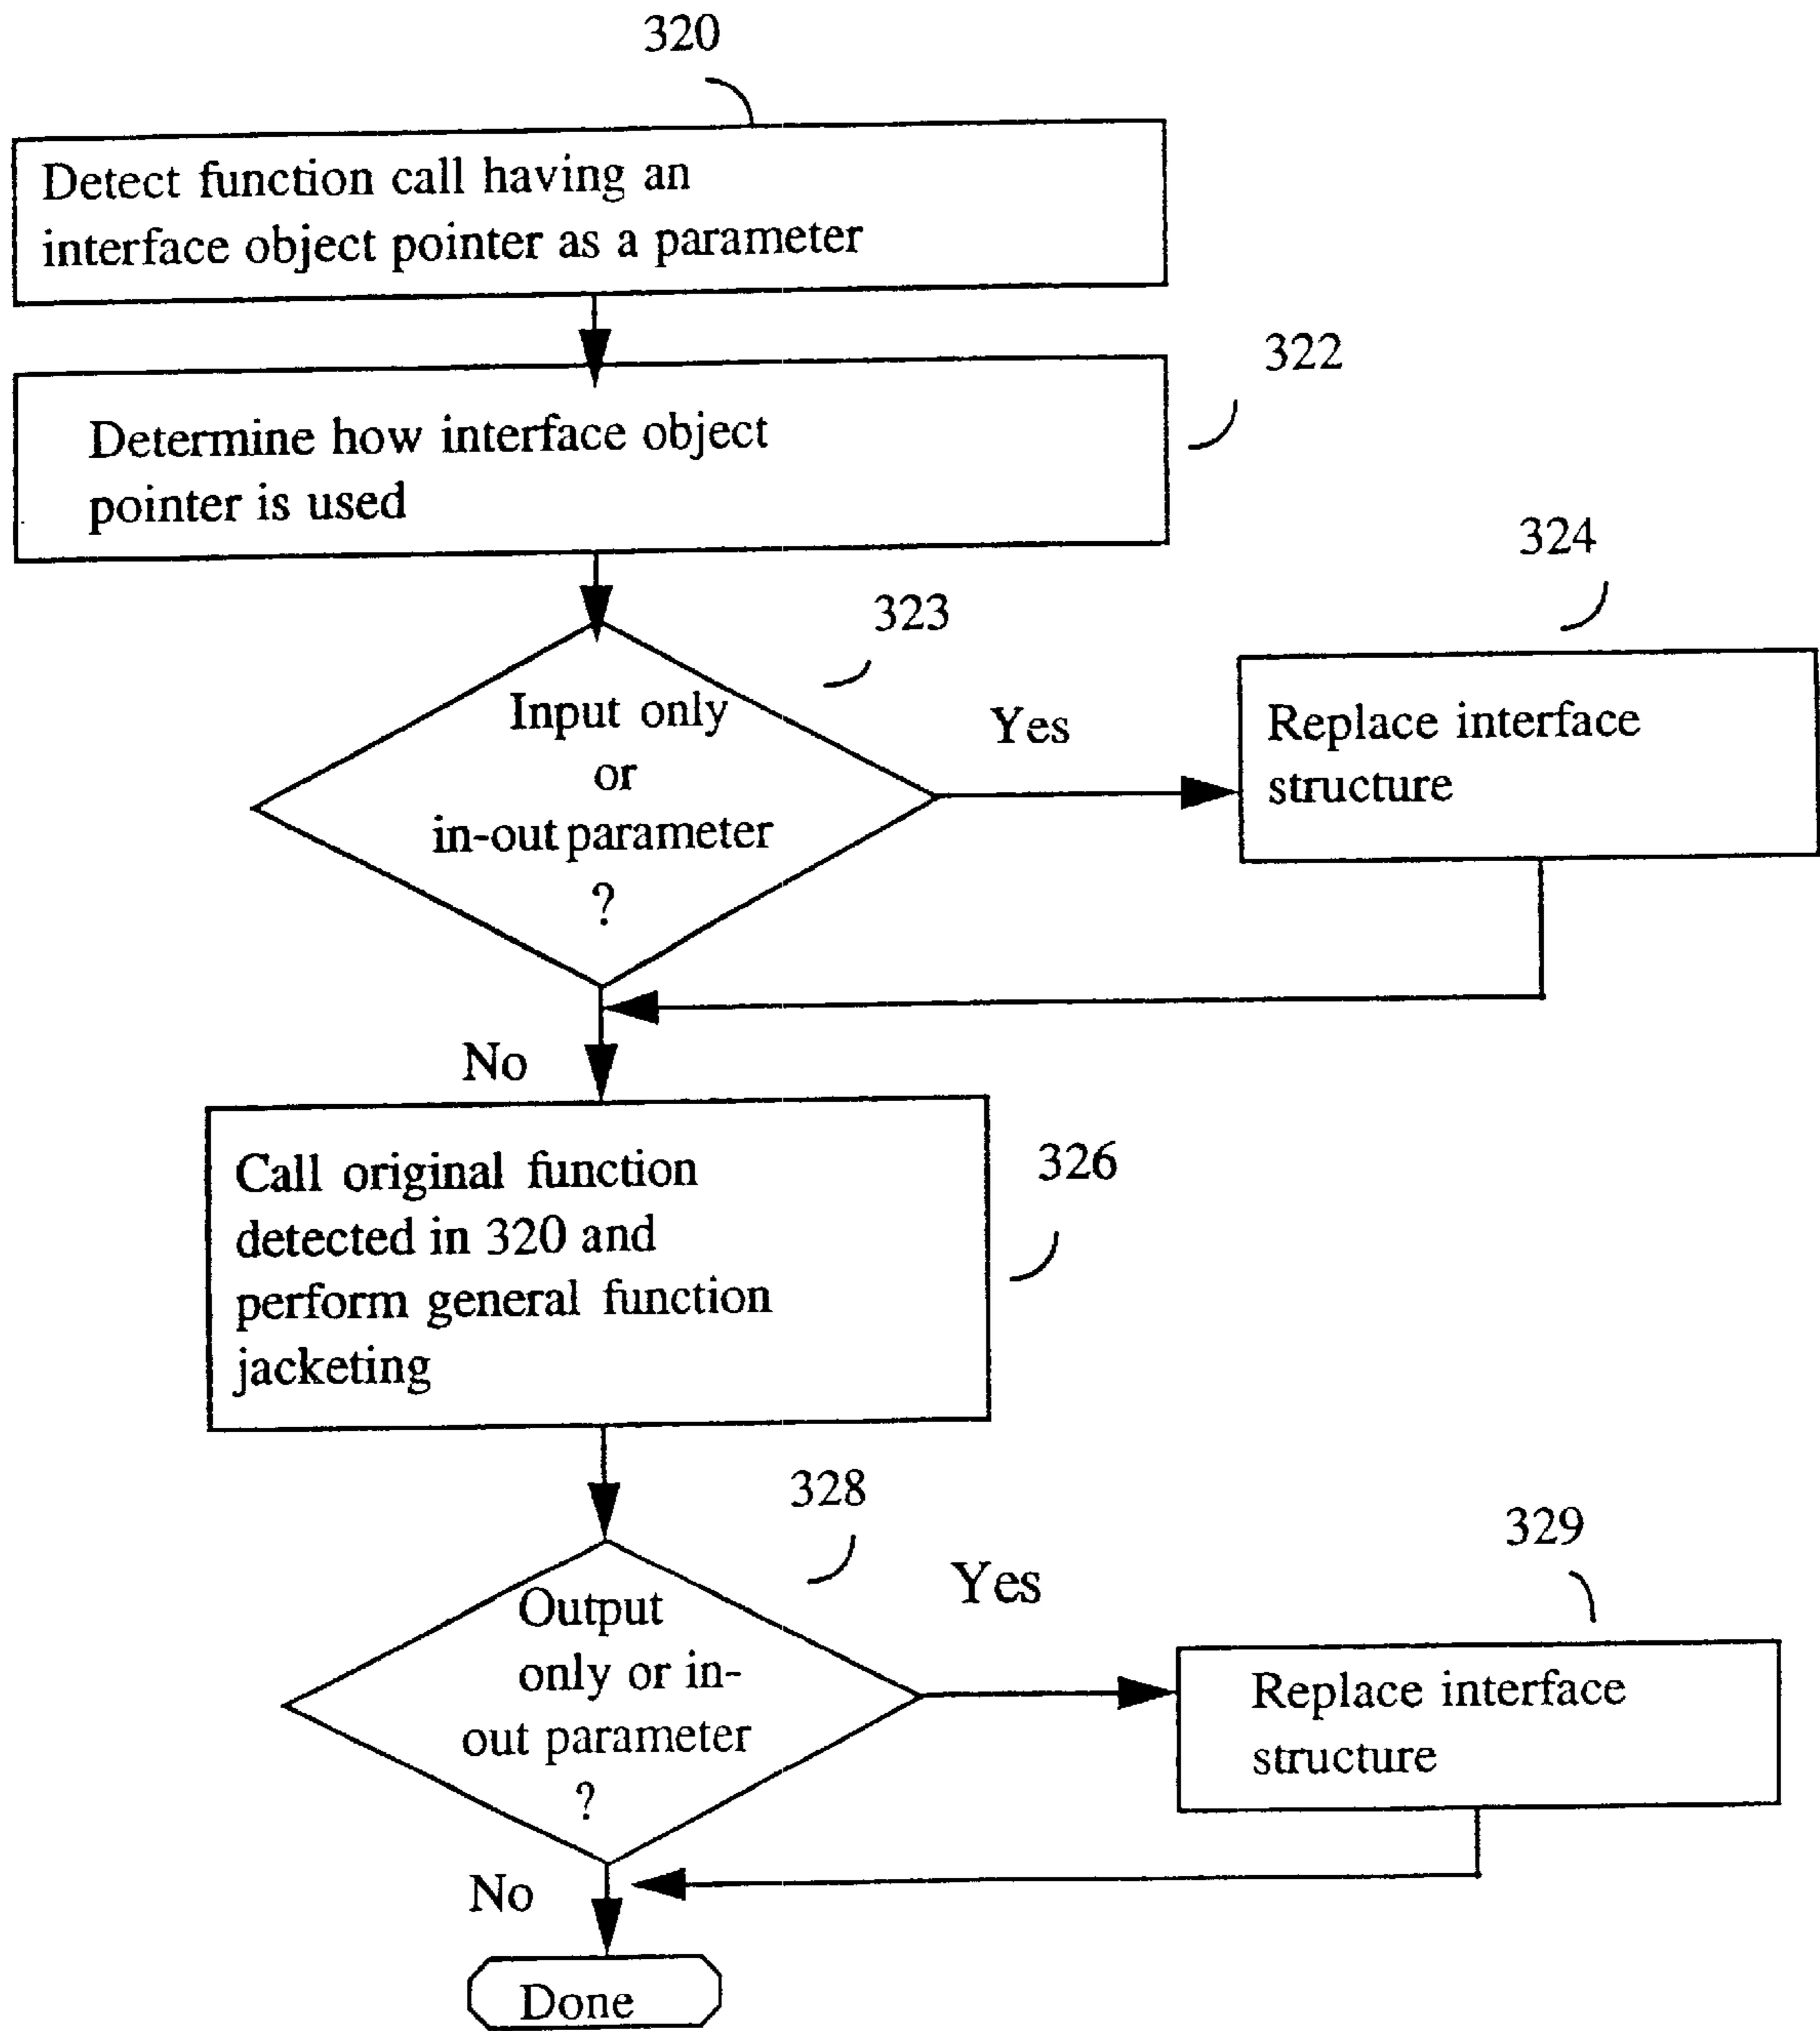 320
Detect function call having an
interface object pointer as a parameter
322
Determine how interface object
pointer is used
323
Input only
or
in-out parameter
?
Yes
324
Replace interface
structure
No
326
Call original function
detected in 320 and
perform general function
jacketing
328
Output
only or in-
out parameter
?
Yes
329
Replace interface
structure
No
Done